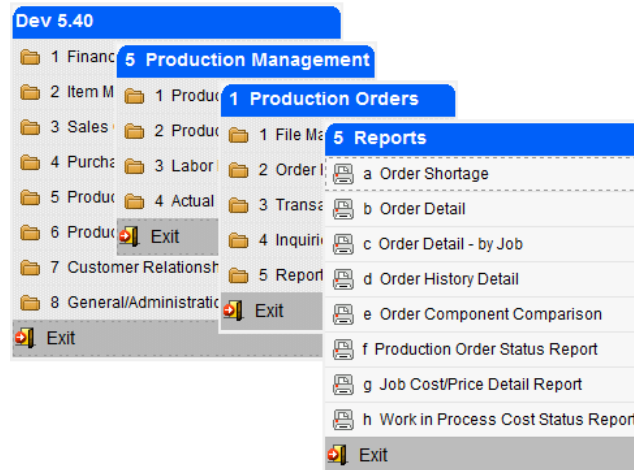 Dev 5.40
1 Financ
2 Item M
3 Sales
4 Purcha
5 Produc
6 Produc
7 Customer Relationsh
8 General/Administratic
Exit
5 Production Management
1 Produc
2 Produc
3 Labor
4 Actual
Exit
1 Production Orders
1 File Ma
2 Order
3 Transa
4 Inquiri
5 Report
Exit
5 Reports
a Order Shortage
b Order Detail
c Order Detail - by Job
d Order History Detail
e Order Component Comparison
f Production Order Status Report
g Job Cost/Price Detail Report
h Work in Process Cost Status Report
Exit